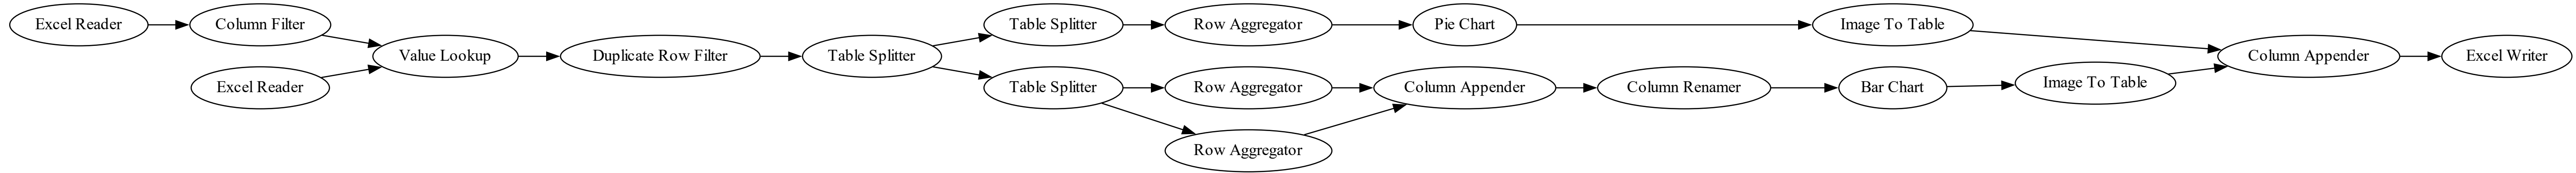 Excel Reader
Column Filter
Excel Reader
Value Lookup
Duplicate Row Filter
Table Splitter
Table Splitter
Row Aggregator
Pie Chart
Image To Table
Table Splitter
Row Aggregator
Row Aggregator
Column Appender
Column Renamer
Bar Chart
Image To Table
Column Appender
Excel Writer